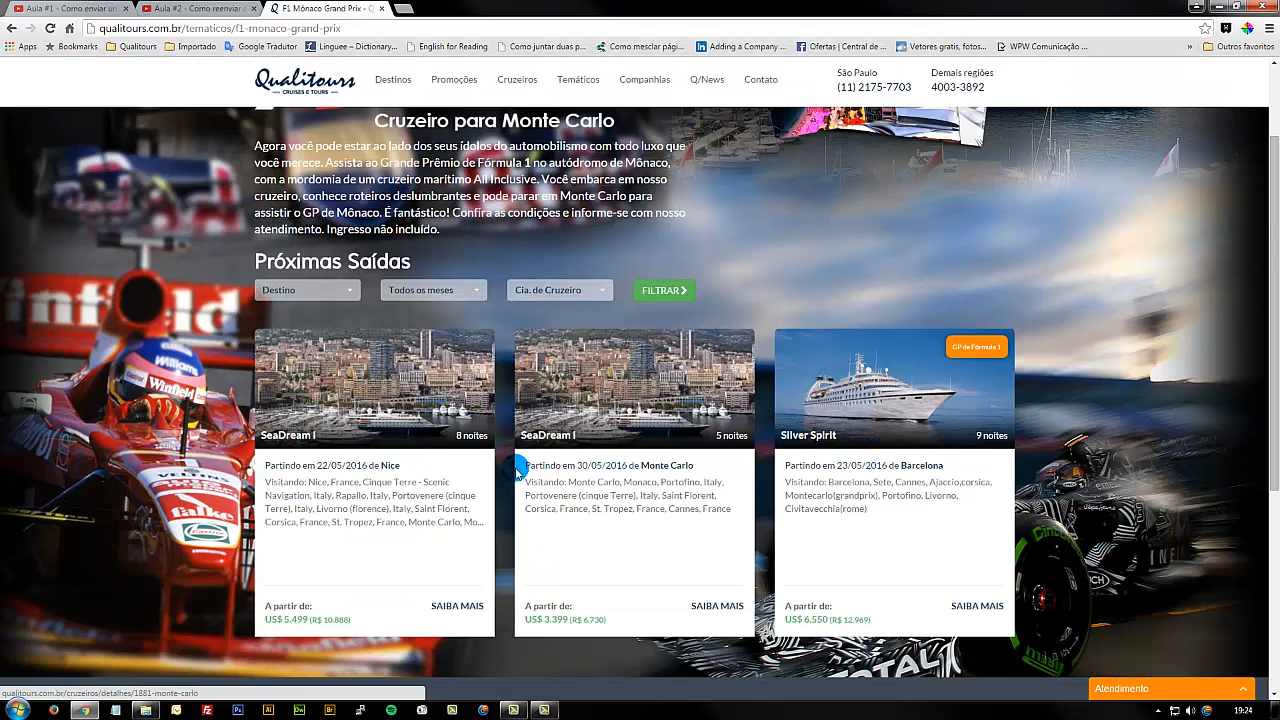 Aula #1 - Como enviar un
Aula #2 - Como reenviar a
F1 Mônaco Grand Prix - Q
qualitours.com.br/tematicos/f1-monaco-grand-prix
Apps Bookmarks Qualitours Importado Google Tradutor Linguee – Dictionary... English for Reading Como juntar duas p... Como mesclar págin... Adding a Company ... Ofertas | Central de ... Vetores gratis, fotos... WPW Comunicação ... » Outros favoritos
Qualitours
CRUISES E TOURS
Destinos Promoções Cruzeiros Temáticos Companhias Q/News Contato
São Paulo
(11) 2175-7703
Demais regiões
4003-3892
Cruzeiro para Monte Carlo
Agora você pode estar ao lado dos seus ídolos do automobilismo com todo luxo que
você merece. Assista ao Grande Prêmio de Fórmula 1 no autódromo de Mônaco,
com a mordomia de um cruzeiro marítimo All Inclusive. Você embarca em nosso
cruzeiro, conhece roteiros deslumbrantes e pode parar em Monte Carlo para
assistir o GP de Mônaco. É fantástico! Confira as condições e informe-se com nosso
atendimento. Ingresso não incluído.
Próximas Saídas
Destino Todos os meses Cia. de Cruzeiro FILTRAR
SeaDream I 8 noites
Partindo em 22/05/2016 de Nice
Visitando: Nice, France, Cinque Terre - Scenic
Navigation, Italy, Rapallo, Italy, Portovenere (cinque
Terre), Italy, Livorno (florence), Italy, Saint Florent,
Corsica, France, St. Tropez, France, Monte Carlo, Mo...
A partir de: SAIBA MAIS
US$ 5.499 (R$ 10.888)
SeaDream I 5 noites
Partindo em 30/05/2016 de Monte Carlo
Visitando: Monte Carlo, Monaco, Portofino, Italy,
Portovenere (cinque Terre), Italy, Saint Florent,
Corsica, France, St. Tropez, France, Cannes, France
A partir de: SAIBA MAIS
US$ 3.399 (R$ 6.730)
GP de Fórmula 1
Silver Spirit 9 noites
Partindo em 23/05/2016 de Barcelona
Visitando: Barcelona, Sete, Cannes, Ajaccio,corsica,
Montecarlo(grandprix), Portofino, Livorno,
Civitavecchia(rome)
A partir de: SAIBA MAIS
US$ 6.550 (R$ 12.969)
Williams
Winfield
falke
Castrol
TOTAL
Atendimento
qualitours.com.br/cruzeiros/detalhes/1881-monte-carlo
19:24